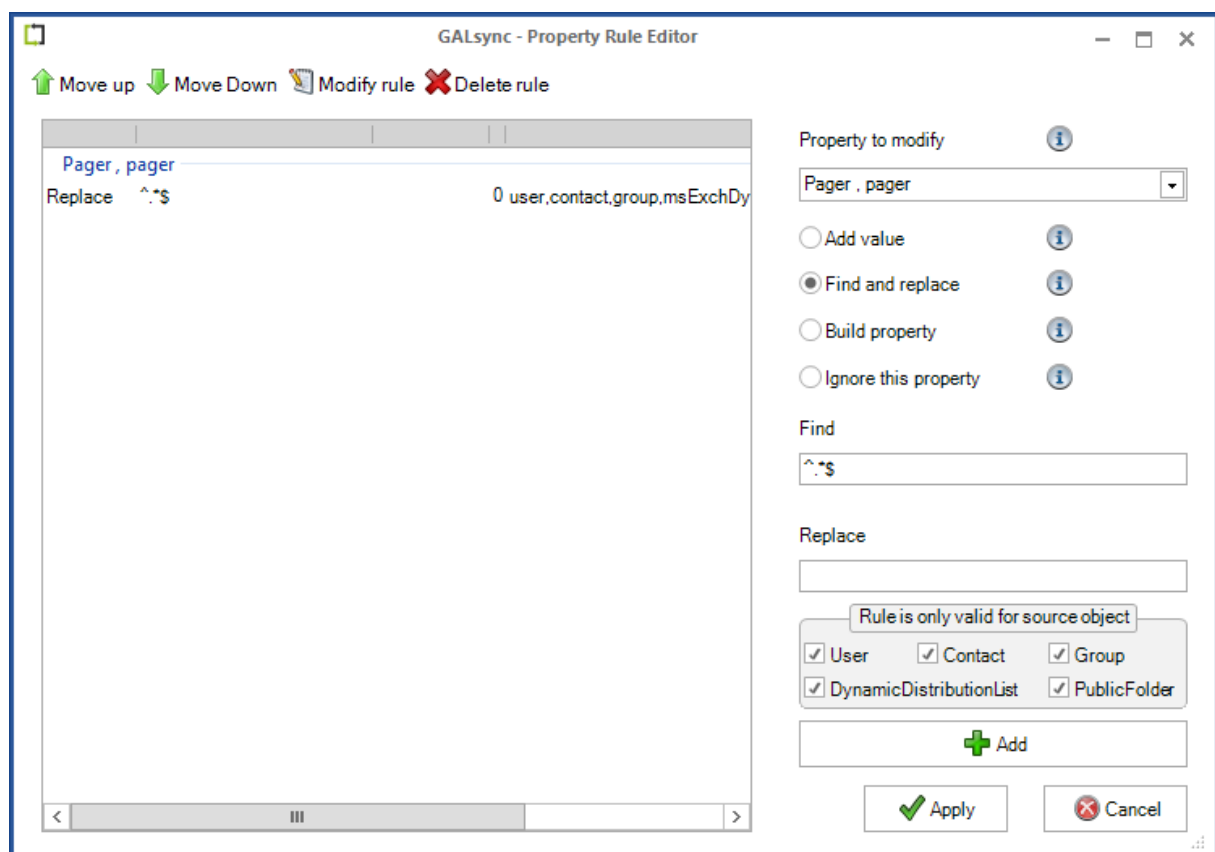 GALsync - Property Rule Editor
Move up Move Down Modify rule Delete rule
Pager , pager
Replace ^.*$ 0 user,contact,group,msExchDy
Property to modify
Pager , pager
Add value
Find and replace
Build property
Ignore this property
Find
^.*$
Replace
Rule is only valid for source object
User Contact Group
DynamicDistributionList PublicFolder
Add
Apply Cancel